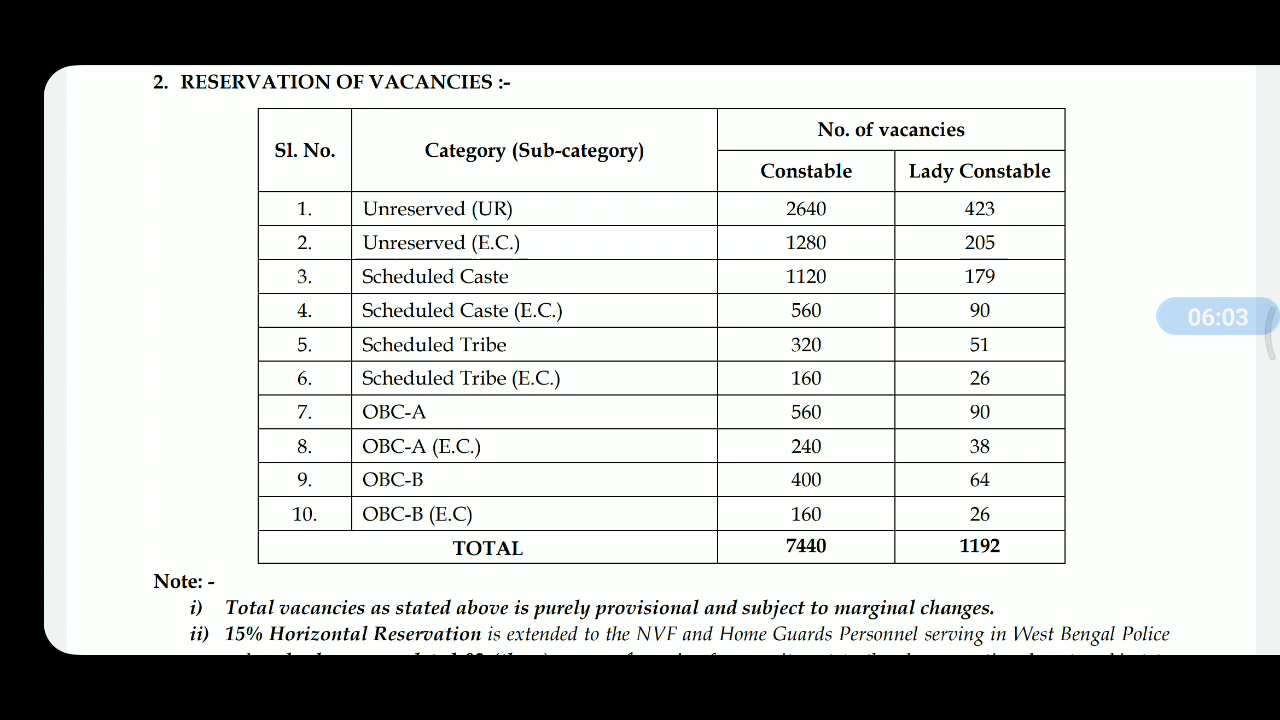 2. RESERVATION OF VACANCIES :-
Sl. No. Category (Sub-category) No. of vacancies
Constable Lady Constable
1. Unreserved (UR) 2640 423
2. Unreserved (E.C.) 1280 205
3. Scheduled Caste 1120 179
4. Scheduled Caste (E.C.) 560 90
5. Scheduled Tribe 320 51
6. Scheduled Tribe (E.C.) 160 26
7. OBC-A 560 90
8. OBC-A (E.C.) 240 38
9. OBC-B 400 64
10. OBC-B (E.C) 160 26
TOTAL 7440 1192
Note: -
i) Total vacancies as stated above is purely provisional and subject to marginal changes.
ii) 15% Horizontal Reservation is extended to the NVF and Home Guards Personnel serving in West Bengal Police
06:03